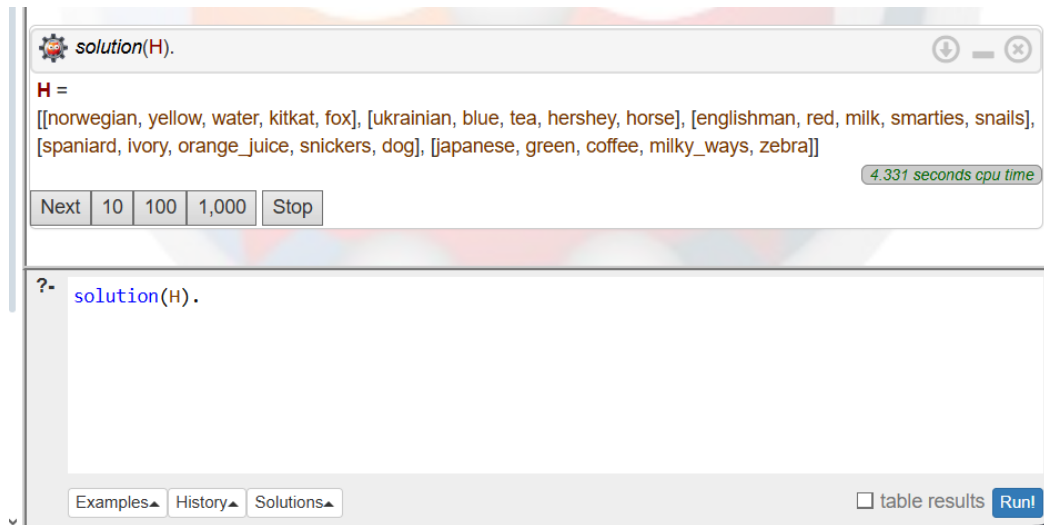 solution(H).
H =
[[norwegian, yellow, water, kitkat, fox], [ukrainian, blue, tea, hershey, horse], [englishman, red, milk, smarties, snails],
[spaniard, ivory, orange_juice, snickers, dog], [japanese, green, coffee, milky_ways, zebra]]
4.331 seconds cpu time
Next 10 100 1,000 Stop
?- solution(H).
Examples▴ History▴ Solutions▴ table results Run!